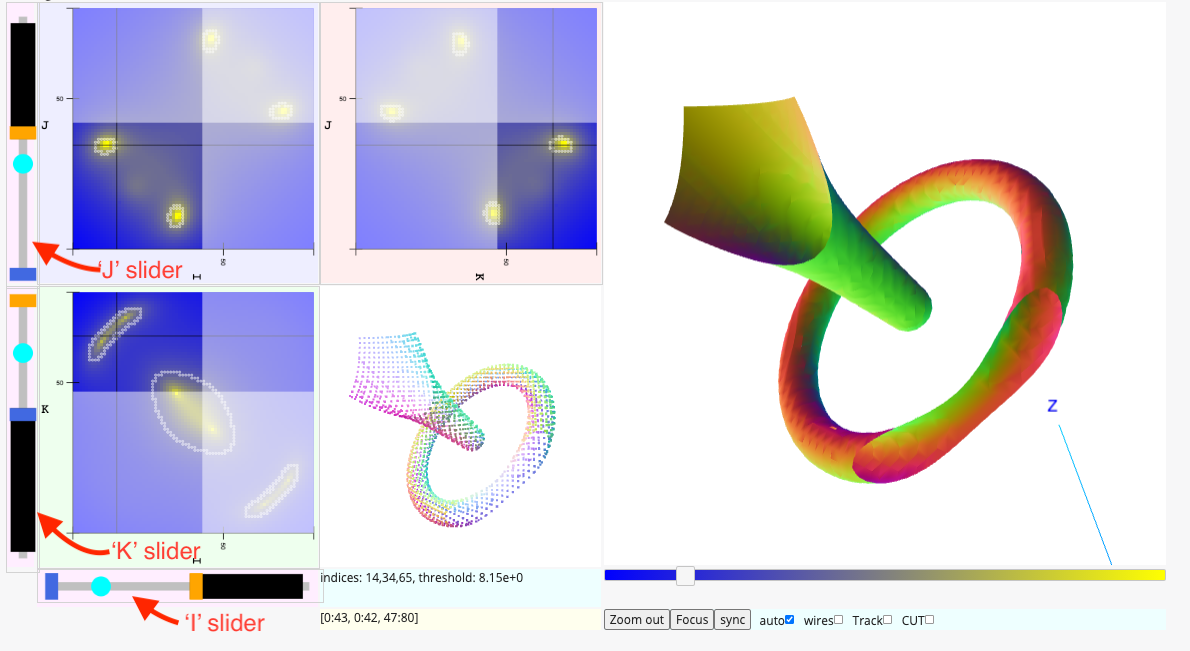 50
J
50
I
'J' slider
50
J
50
K
50
K
50
I
'K' slider
'I' slider
Z
indices: 14,34,65, threshold: 8.15e+0
[0:43, 0:42, 47:80]
Zoom out Focus sync auto wires Track CUT